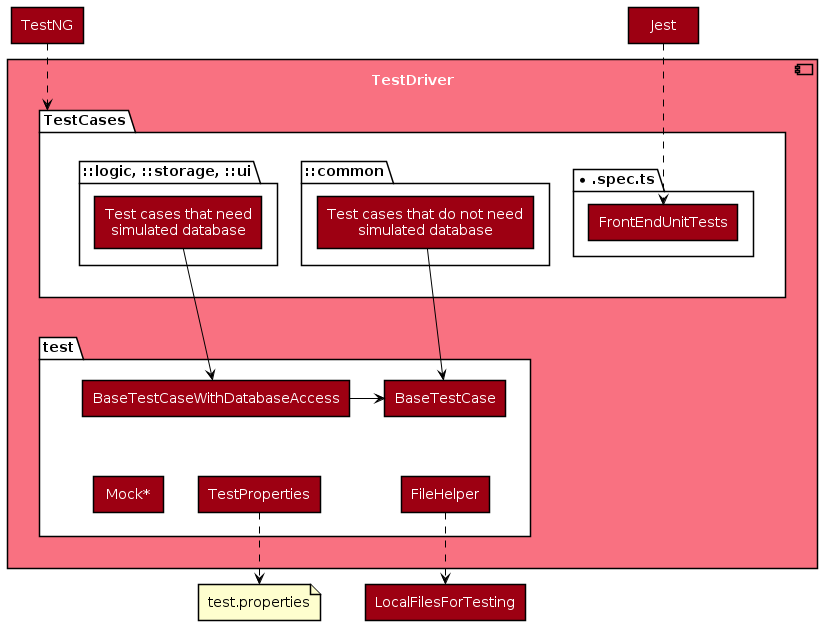 TestNG
Jest
TestDriver
TestCases
::logic, ::storage, ::ui
Test cases that need
simulated database
::common
Test cases that do not need
simulated database
• .spec.ts
FrontEndUnitTests
test
BaseTestCaseWithDatabaseAccess
BaseTestCase
Mock*
TestProperties
FileHelper
test.properties
LocalFilesForTesting